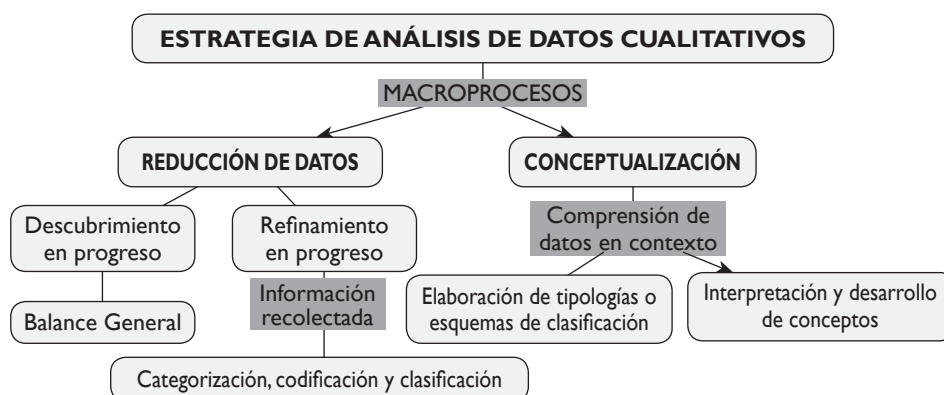 ESTRATEGIA DE ANÁLISIS DE DATOS CUALITATIVOS
MACROPROCESOS
REDUCCIÓN DE DATOS
CONCEPTUALIZACIÓN
Descubrimiento
en progreso
Refinamiento
en progreso
Comprensión de
datos en contexto
Balance General
Información
recolectada
Elaboración de tipologías o
esquemas de clasificación
Interpretación y desarrollo
de conceptos
Categorización, codificación y clasificación